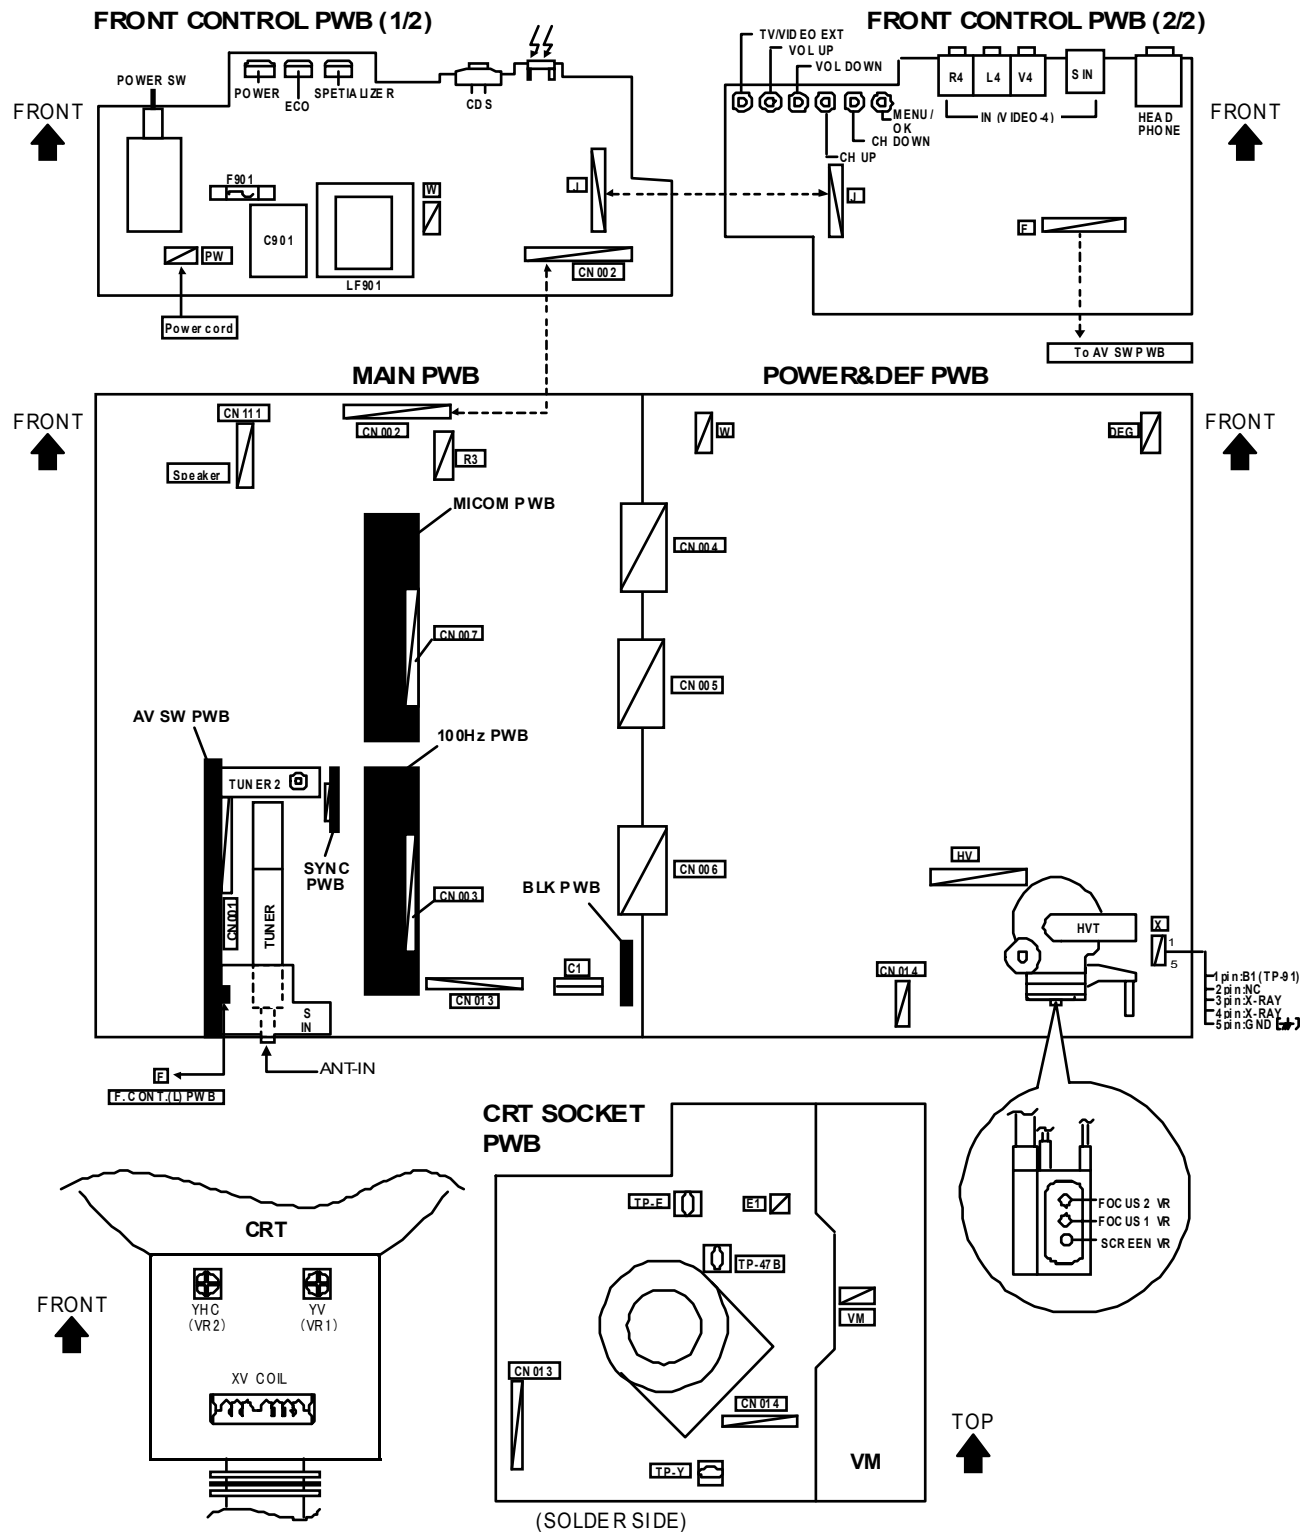 FRONT CONTROL PWB (1/2)
FRONT CONTROL PWB (2/2)
POWER SW
POWER
ECO
SPETIALIZER
CDS
FRONT
F901
W
J
C901
PW
LF901
CN002
Power cord
TV/VIDEO EXT
VOL UP
VOL DOWN
MENU/
OK
CH DOWN
CH UP
R4
L4
V4
S IN
IN (VIDEO-4)
HEAD
PHONE
FRONT
J
F
To AV SW PWB
MAIN PWB
POWER&DEF PWB
FRONT
CN111
Speaker
CN002
R3
W
DEG
FRONT
MICOM PWB
CN004
CN007
CN005
AV SW PWB
100Hz PWB
TUNER 2
SYNC
PWB
CN001
TUNER
CN003
BLK PWB
CN006
C1
CN013
S
IN
ANT-IN
F
F. CONT.(L) PWB
HV
HVT
X
1
5
CN014
1pin:B1(TP-91)
2pin:NC
3pin:X-RAY
4pin:X-RAY
5pin:GND
FOCUS 2 VR
FOCUS 1 VR
SCREEN VR
CRT SOCKET
PWB
TP-E
E1
TP-47B
VM
CN013
CN014
TP-Y
VM
TOP
(SOLDER SIDE)
CRT
FRONT
YHC
(VR2)
YV
(VR1)
XV COIL